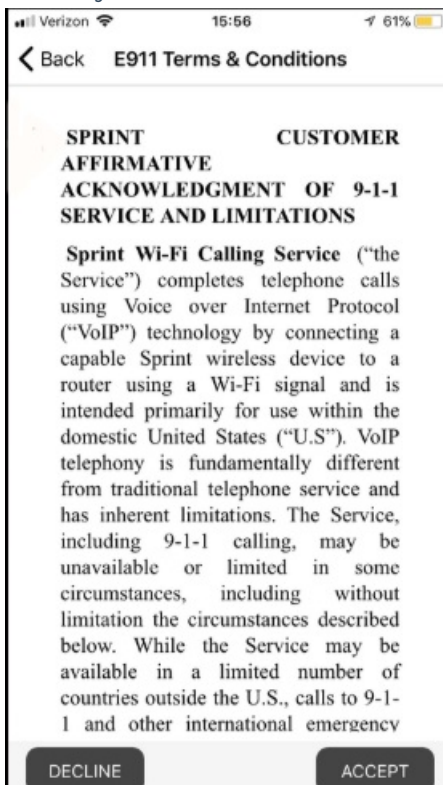 Verizon 15:56 61%
Back E911 Terms & Conditions
SPRINT CUSTOMER
AFFIRMATIVE
ACKNOWLEDGMENT OF 9-1-1
SERVICE AND LIMITATIONS
Sprint Wi-Fi Calling Service (“the
Service”) completes telephone calls
using Voice over Internet Protocol
(“VoIP”) technology by connecting a
capable Sprint wireless device to a
router using a Wi-Fi signal and is
intended primarily for use within the
domestic United States (“U.S”). VoIP
telephony is fundamentally different
from traditional telephone service and
has inherent limitations. The Service,
including 9-1-1 calling, may be
unavailable or limited in some
circumstances, including without
limitation the circumstances described
below. While the Service may be
available in a limited number of
countries outside the U.S., calls to 9-1-
1 and other international emergency
DECLINE ACCEPT